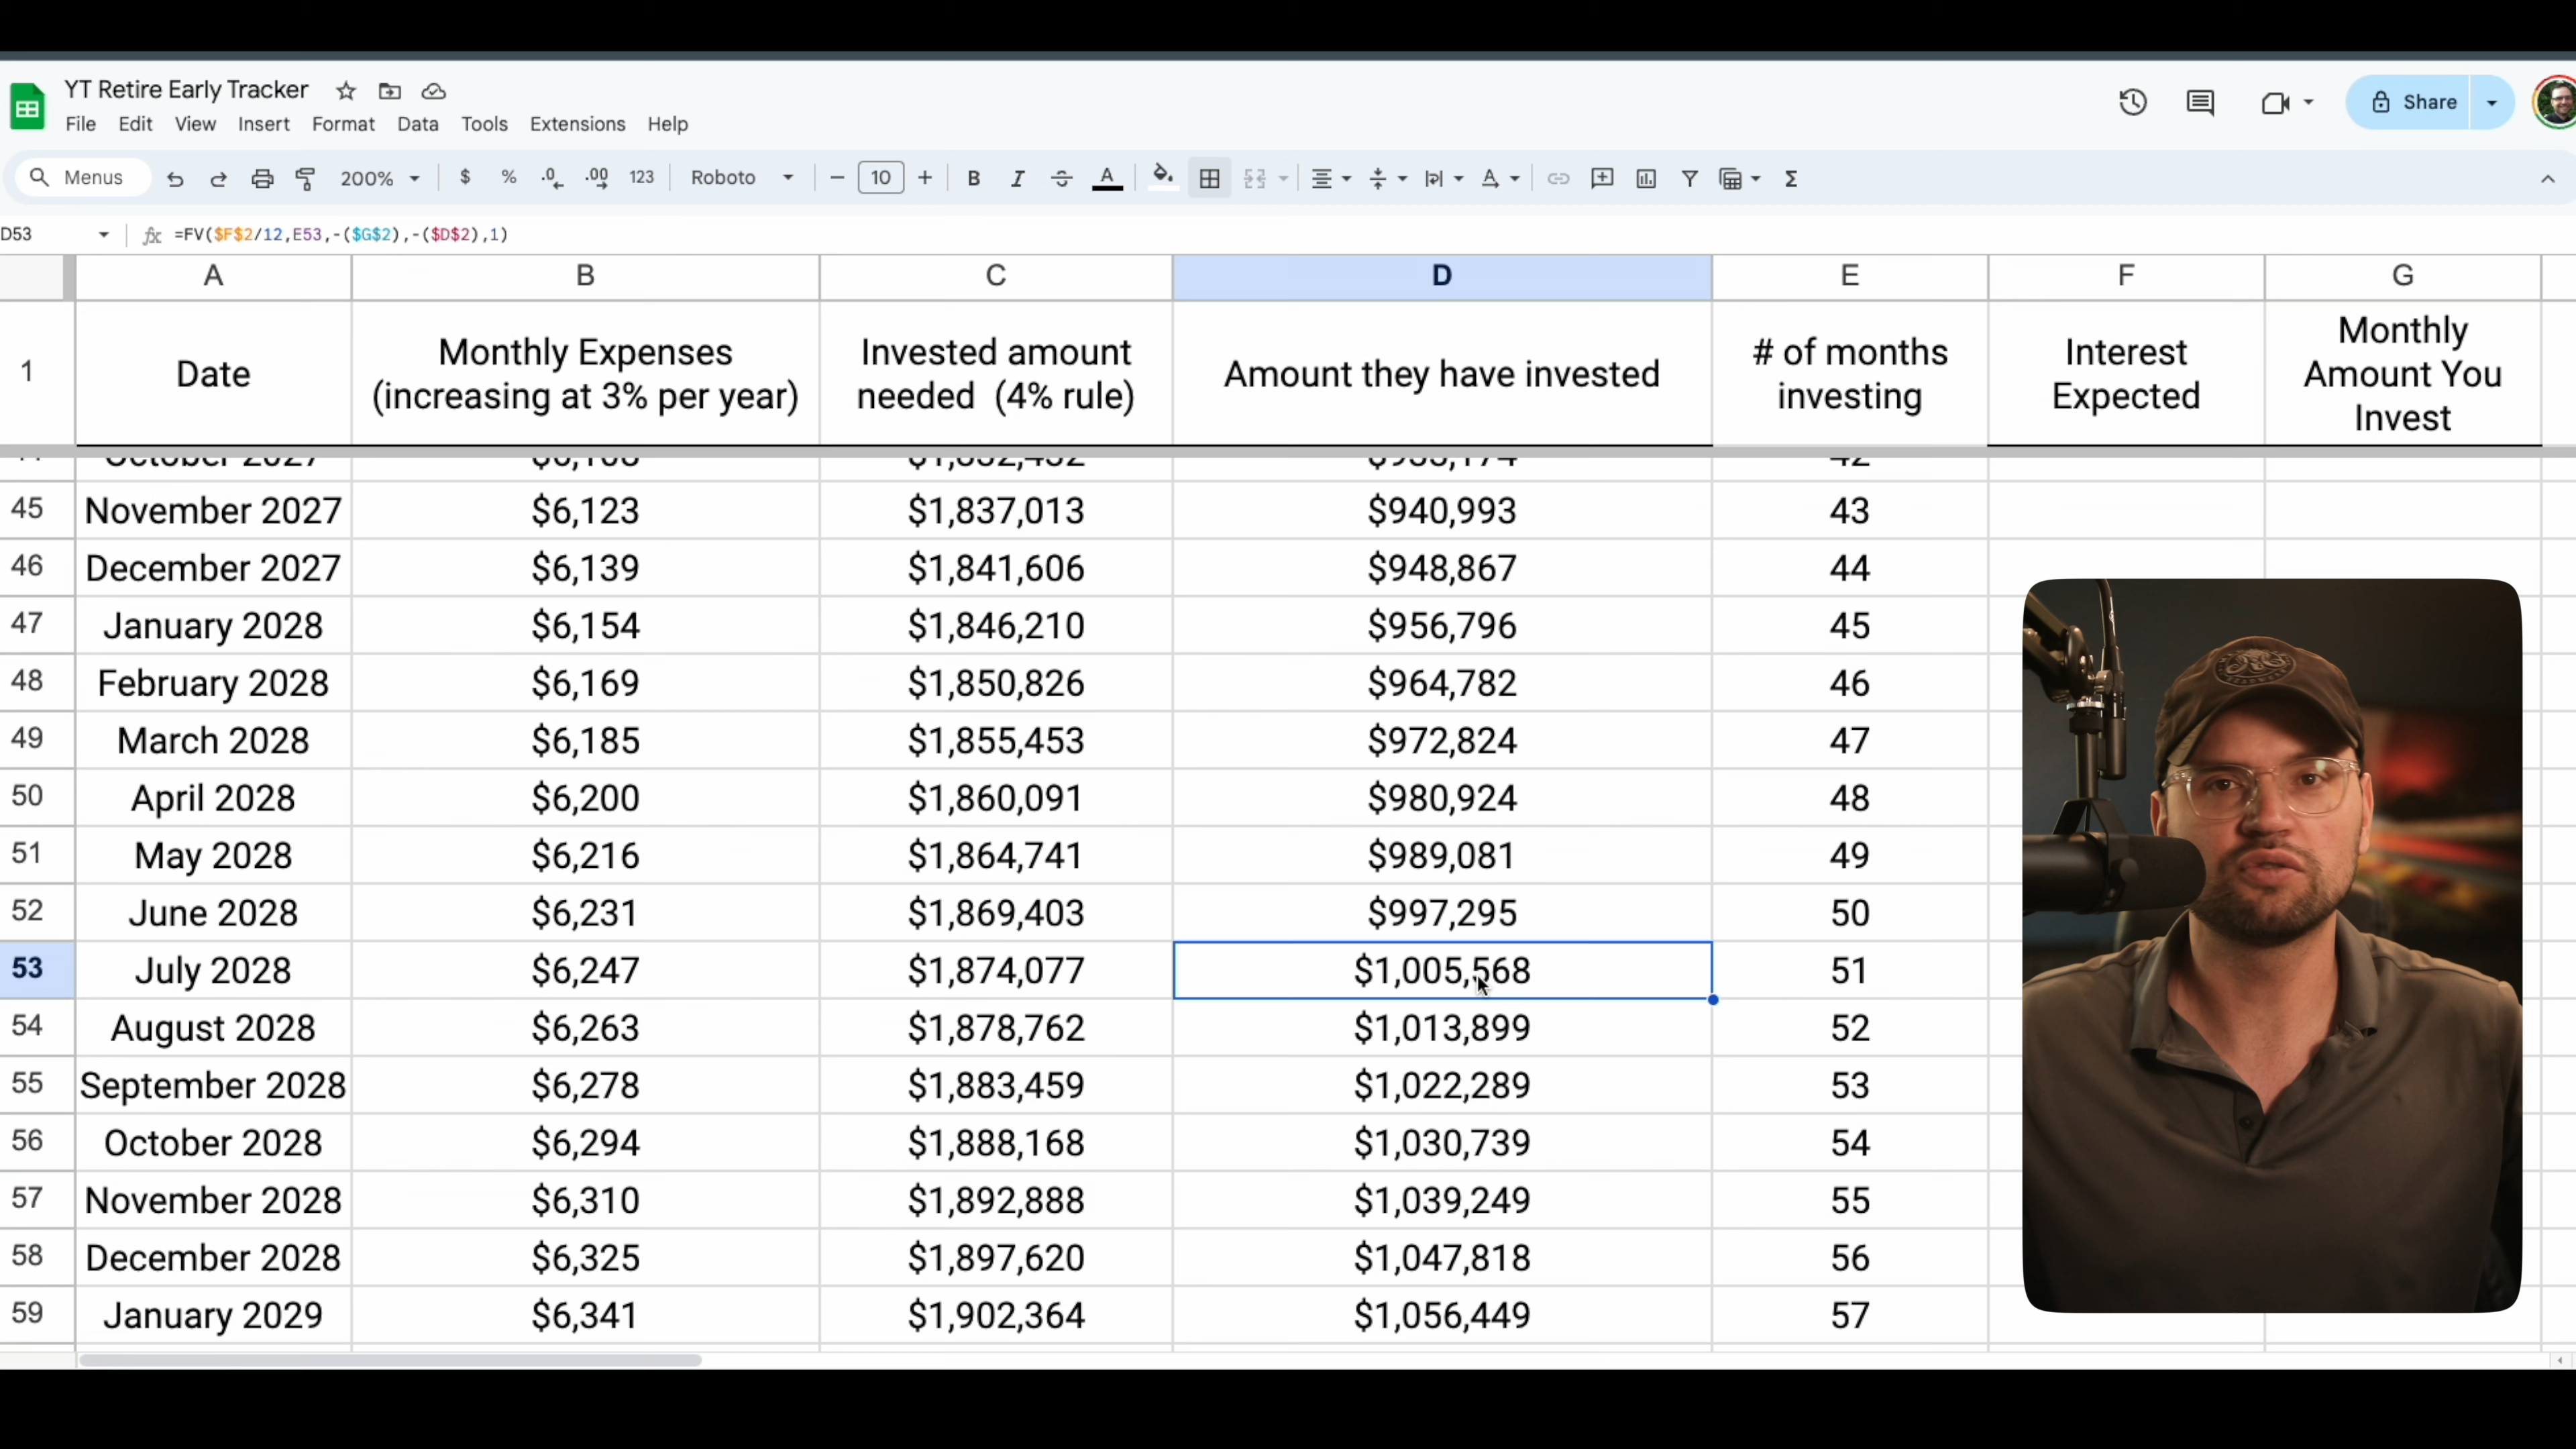 YT Retire Early Tracker
File Edit View Insert Format Data Tools Extensions Help
Share
Menus 200% $ % .0 .00 123 Roboto - 10 + B I A Σ
D53 fx =FV($F$2/12,E53,-($G$2),-($D$2),1)
A B C D E F G
1 Date Monthly Expenses (increasing at 3% per year) Invested amount needed (4% rule) Amount they have invested # of months investing Interest Expected Monthly Amount You Invest
45 November 2027 $6,123 $1,837,013 $940,993 43
46 December 2027 $6,139 $1,841,606 $948,867 44
47 January 2028 $6,154 $1,846,210 $956,796 45
48 February 2028 $6,169 $1,850,826 $964,782 46
49 March 2028 $6,185 $1,855,453 $972,824 47
50 April 2028 $6,200 $1,860,091 $980,924 48
51 May 2028 $6,216 $1,864,741 $989,081 49
52 June 2028 $6,231 $1,869,403 $997,295 50
53 July 2028 $6,247 $1,874,077 $1,005,568 51
54 August 2028 $6,263 $1,878,762 $1,013,899 52
55 September 2028 $6,278 $1,883,459 $1,022,289 53
56 October 2028 $6,294 $1,888,168 $1,030,739 54
57 November 2028 $6,310 $1,892,888 $1,039,249 55
58 December 2028 $6,325 $1,897,620 $1,047,818 56
59 January 2029 $6,341 $1,902,364 $1,056,449 57